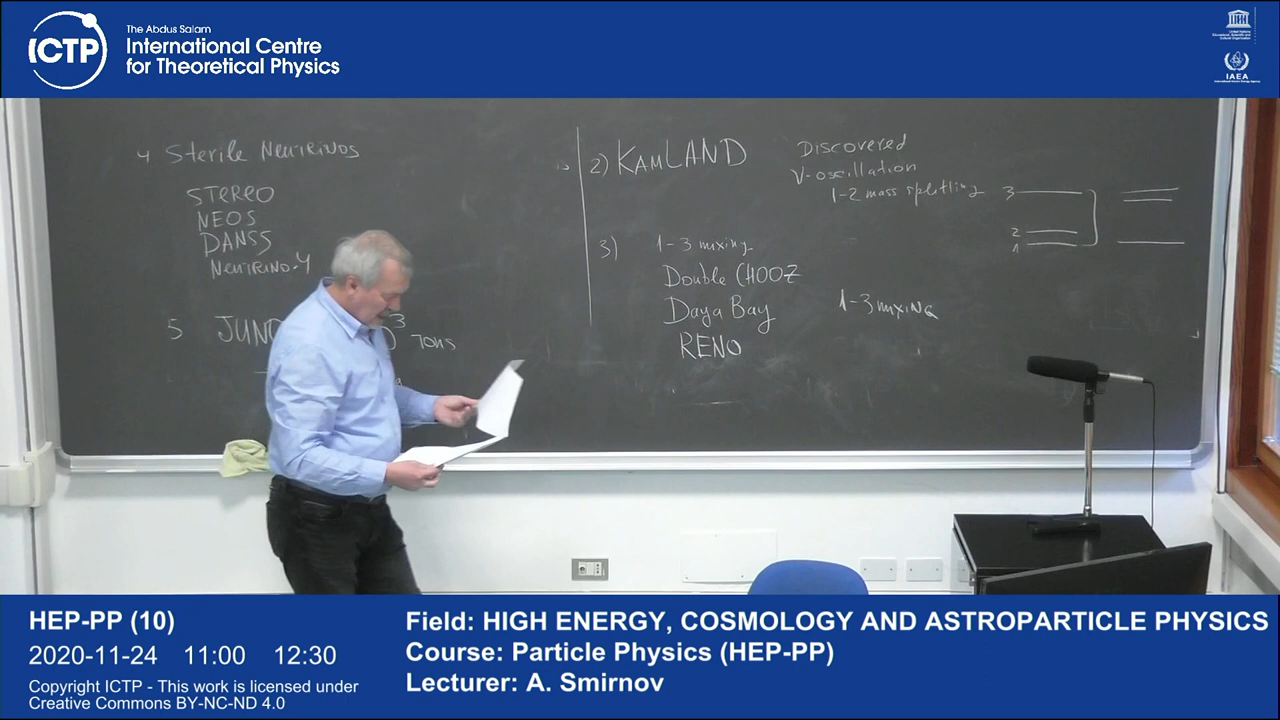 The Abdus Salam
ICTP
International Centre
for Theoretical Physics
United Nations
IAEA
4 Sterile Neutrinos
STEREO
NEOS
DANSS
Neutrino-4
5 JUNO
3
Tons
2) KAMLAND
Discovered
ν-oscillation
1-2 mass splitting
3
2
1
3) 1-3 mixing
Double CHOOZ
Daya Bay
RENO
1-3 mixing
HEP-PP (10)
2020-11-24 11:00 12:30
Copyright ICTP - This work is licensed under
Creative Commons BY-NC-ND 4.0
Field: HIGH ENERGY, COSMOLOGY AND ASTROPARTICLE PHYSICS
Course: Particle Physics (HEP-PP)
Lecturer: A. Smirnov